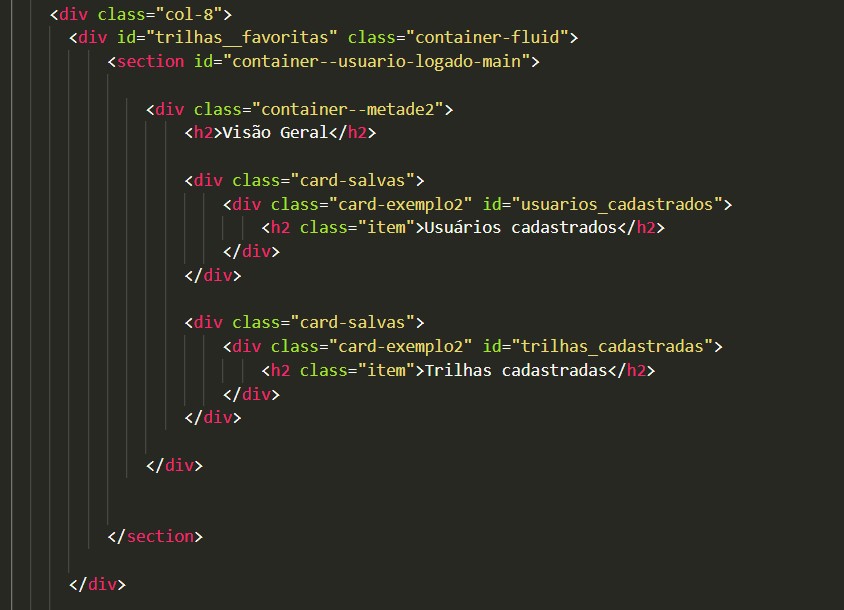 <div class="col-8">
<div id="trilhas__favoritas" class="container-fluid">
<section id="container--usuario-logado-main">
<div class="container--metade2">
<h2>Visão Geral</h2>
<div class="card-salvas">
<div class="card-exemplo2" id="usuarios_cadastrados">
<h2 class="item">Usuários cadastrados</h2>
</div>
</div>
<div class="card-salvas">
<div class="card-exemplo2" id="trilhas_cadastradas">
<h2 class="item">Trilhas cadastradas</h2>
</div>
</div>
</div>
</section>
</div>